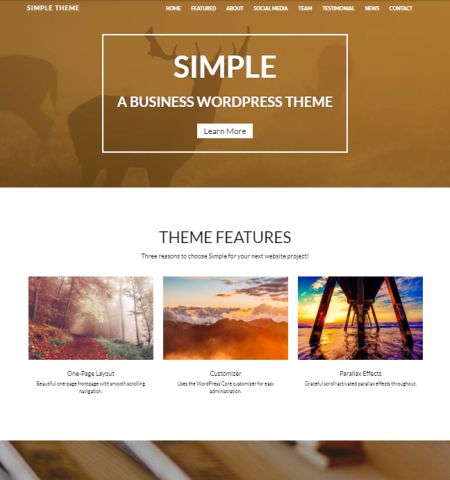 SIMPLE THEME
HOME FEATURED ABOUT SOCIAL MEDIA TEAM TESTIMONIAL NEWS CONTACT
SIMPLE
A BUSINESS WORDPRESS THEME
Learn More
THEME FEATURES
Three reasons to choose Simple for your next website project!
One-Page Layout
Beautiful one-page frontpage with smooth scrolling
navigation.
Customizer
Uses the WordPress Core customizer for easy
administration.
Parallax Effects
Graceful scroll-activated parallax effects throughout.